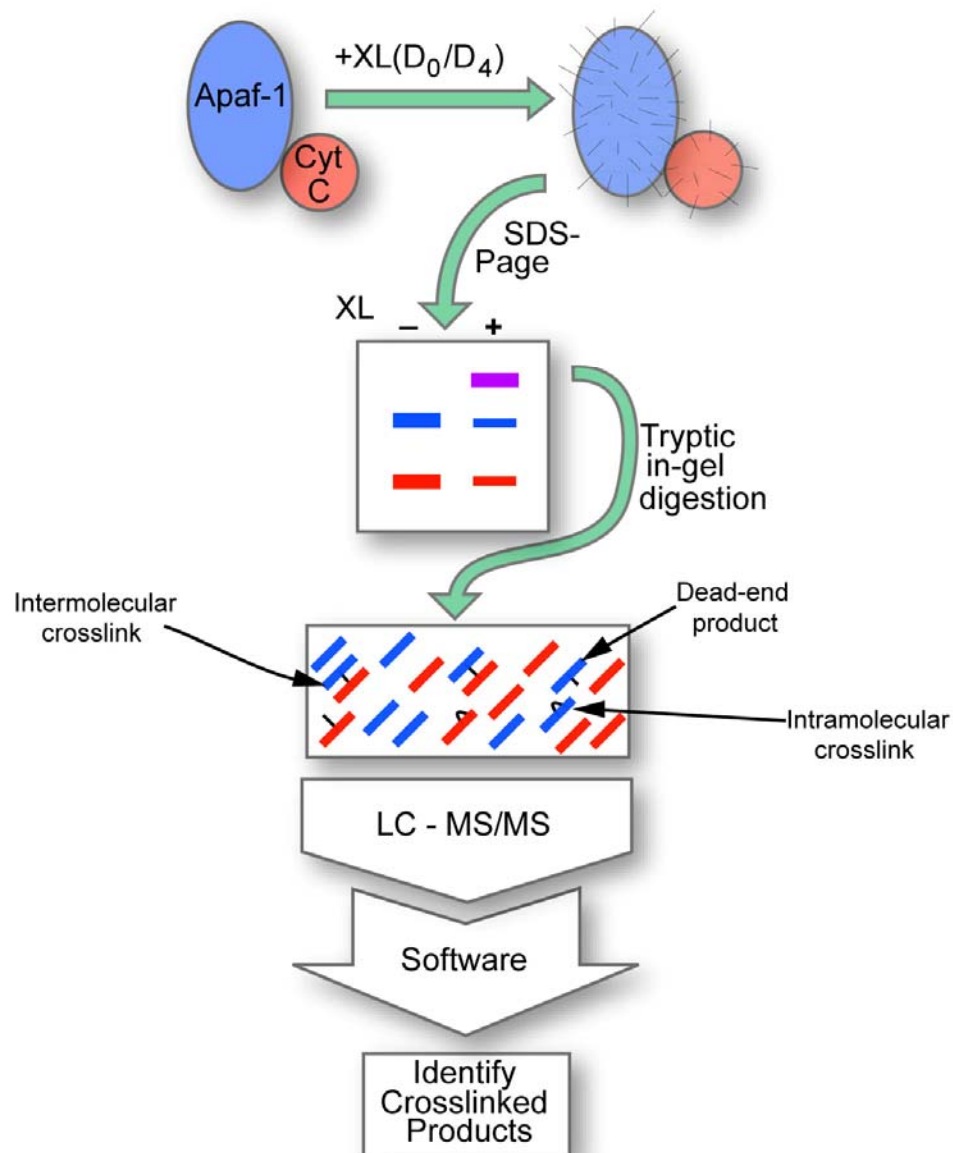 +XL(D0/D4)
Apaf-1
Cyt
C
SDS-
Page
XL
– +
Tryptic
in-gel
digestion
Intermolecular
crosslink
Dead-end
product
Intramolecular
crosslink
LC - MS/MS
Software
Identify
Crosslinked
Products